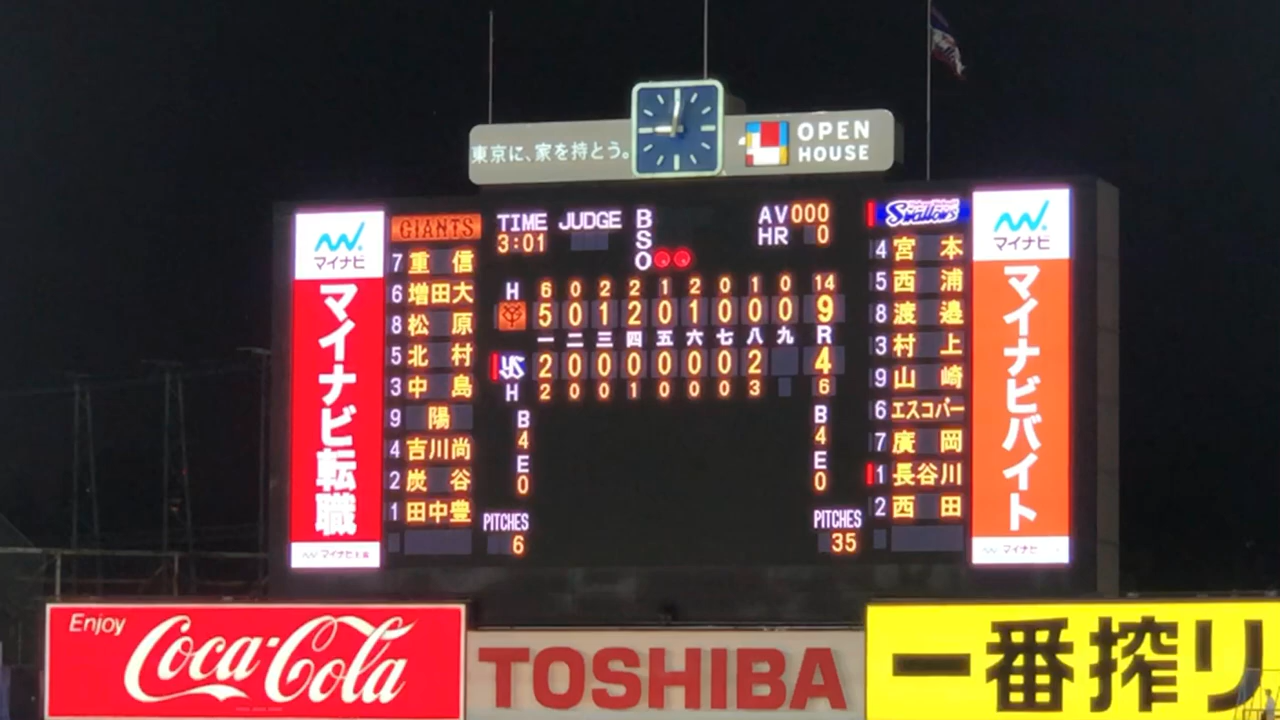 東京に、家を持とう。
OPEN
HOUSE
マイナビ
マイナビ転職
GIANTS
7 重 信
6 増田大
8 松 原
5 北 村
3 中 島
9 陽
4 吉川尚
2 炭 谷
1 田中豊
TIME JUDGE
3:01
B
S
O
AV 000
HR 0
H 6 0 2 2 1 2 0 1 0 14
5 0 1 2 0 1 0 0 0 9
一 二 三 四 五 六 七 八 九 R
YS 2 0 0 0 0 0 0 2 4
H 2 0 0 1 0 0 0 3 6
B
4
E
0
PITCHES
6
B
4
E
0
PITCHES
35
Swallows
4 宮 本
5 西 浦
8 渡 邉
3 村 上
9 山 崎
6 エスコバー
7 廣 岡
1 長谷川
2 西 田
マイナビ
マイナビバイト
Enjoy
Coca-Cola
TOSHIBA
一番搾り